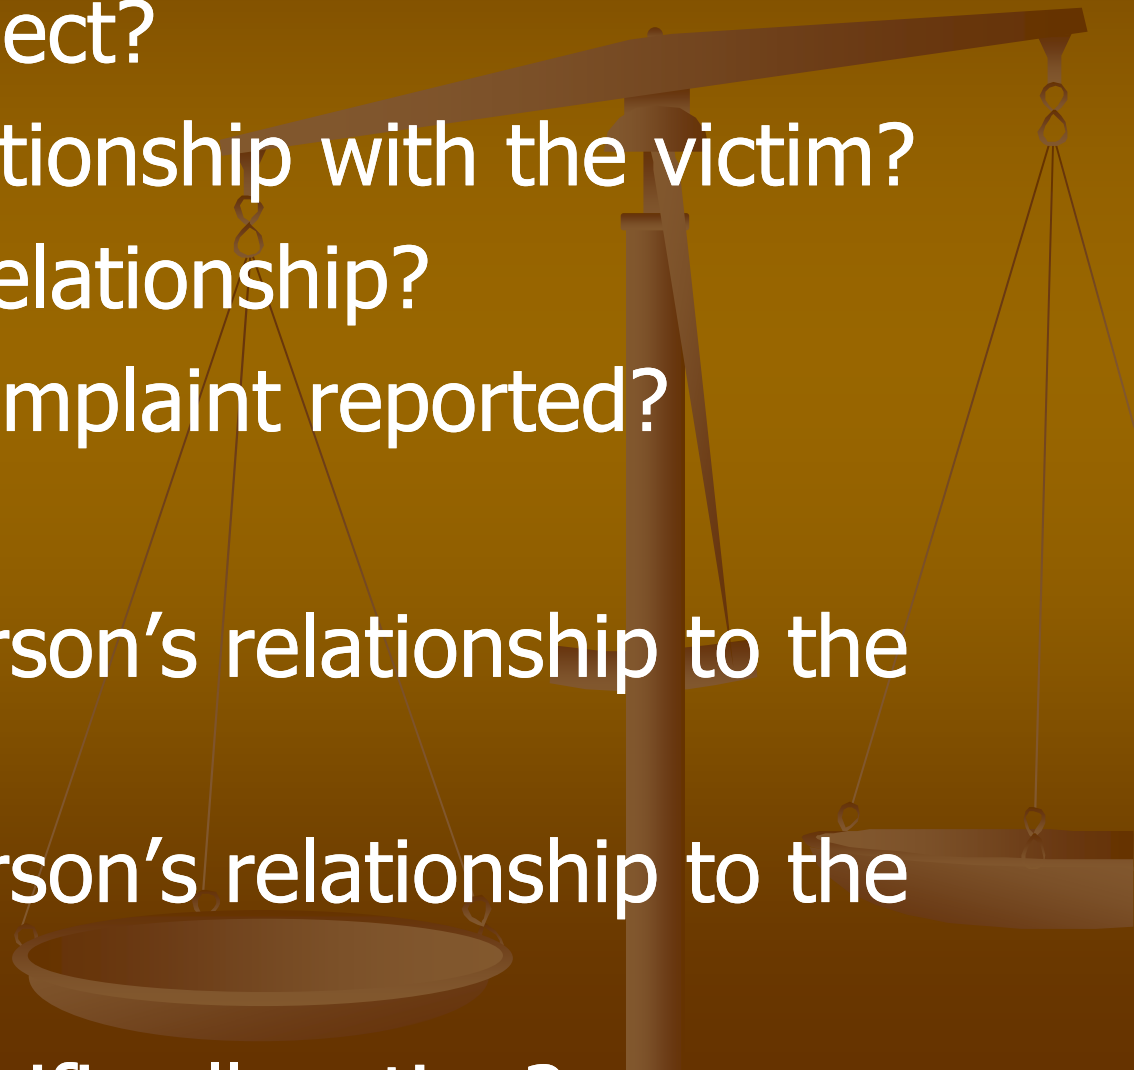 ect?
tionship with the victim?
elationship?
mplaint reported?
rson’s relationship to the
rson’s relationship to the